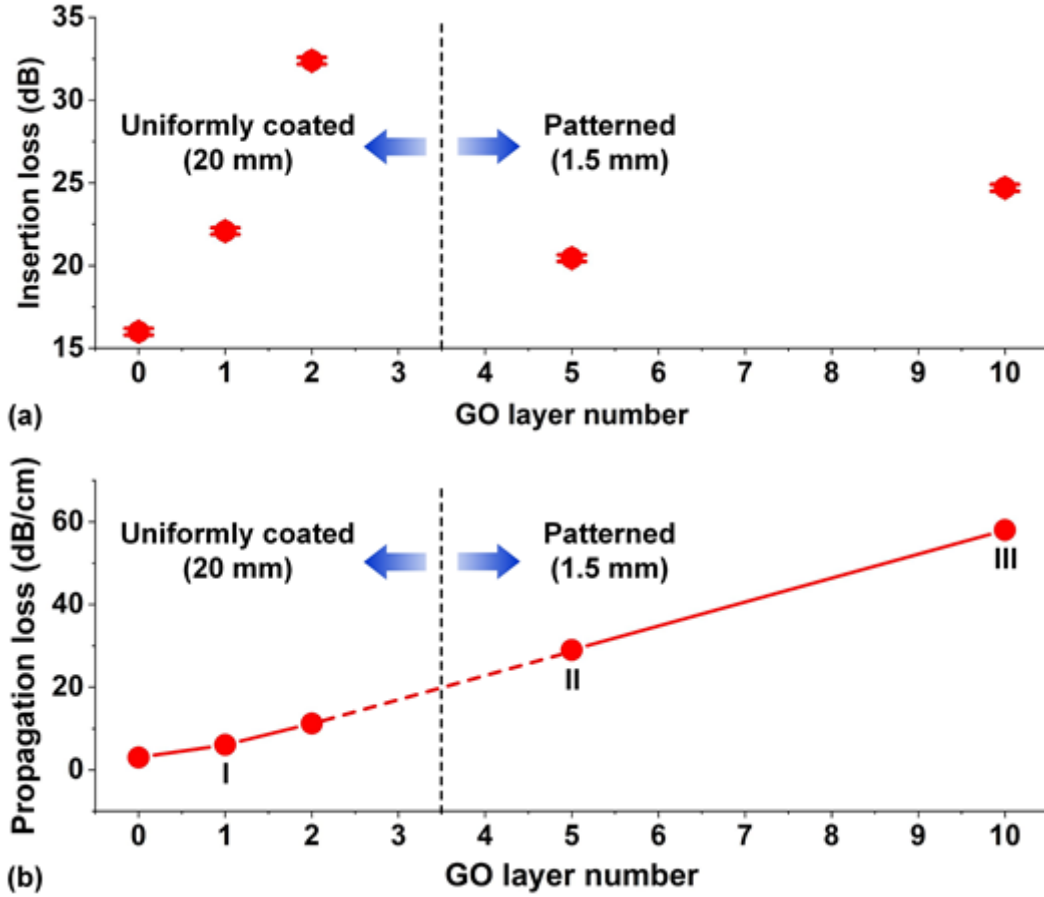 35
30
25
20
15
Insertion loss (dB)
Uniformly coated
(20 mm)
Patterned
(1.5 mm)
0 1 2 3 4 5 6 7 8 9 10
(a)
GO layer number
60
40
20
0
Propagation loss (dB/cm)
Uniformly coated
(20 mm)
Patterned
(1.5 mm)
I
II
III
0 1 2 3 4 5 6 7 8 9 10
(b)
GO layer number